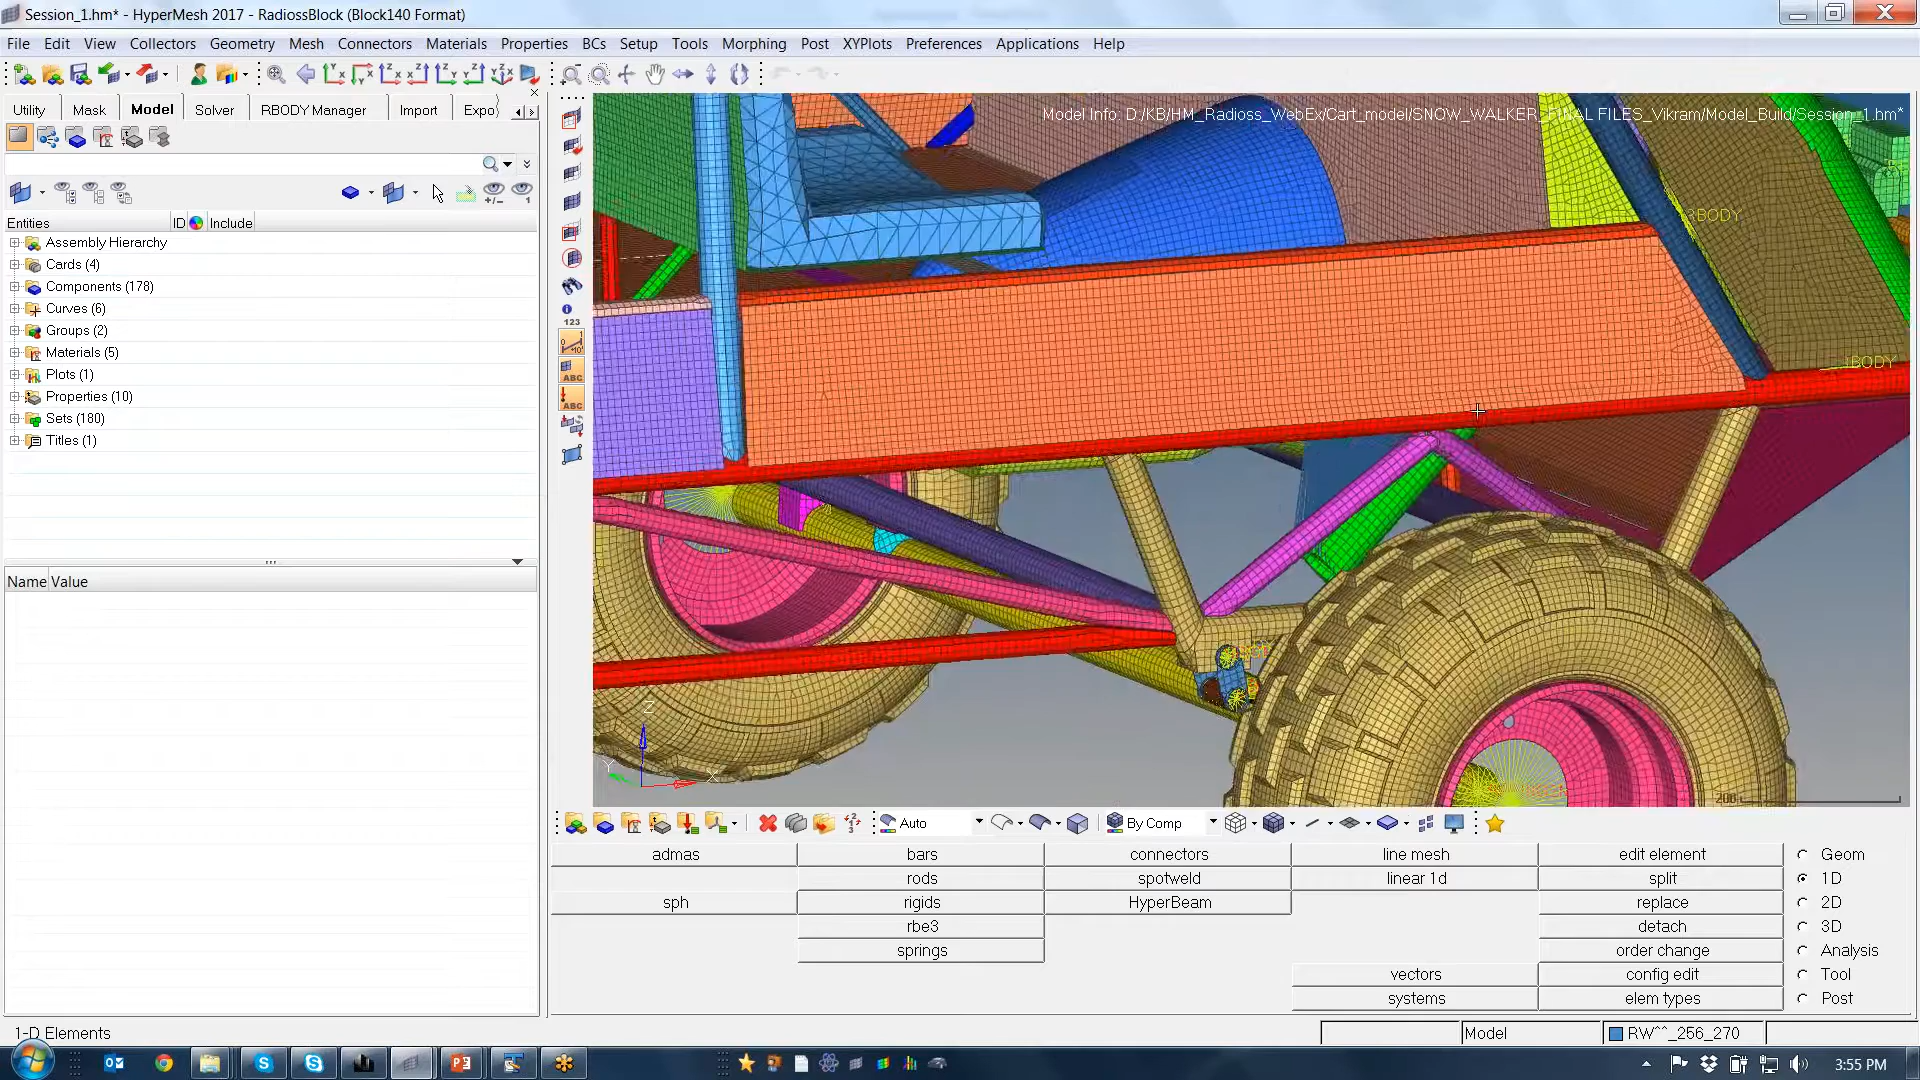 Session_1.hm* - HyperMesh 2017 - RadiossBlock (Block140 Format)
File Edit View Collectors Geometry Mesh Connectors Materials Properties BCs Setup Tools Morphing Post XYPlots Preferences Applications Help
Utility Mask Model Solver RBODY Manager Import Expo
Model Info: D:/KB/HM_Radioss_WebEx/Cart_model/SNOW_WALKER_FINAL FILES_Vikram/Model_Build/Session_1.hm*
Entities ID Include
Assembly Hierarchy
Cards (4)
Components (178)
Curves (6)
Groups (2)
Materials (5)
Plots (1)
Properties (10)
Sets (180)
Titles (1)
Name Value
123
ABC
ABC
RBODY
RBODY
Z
Y
X
200
Auto
By Comp
admas bars connectors line mesh edit element Geom
rods spotweld linear 1d split 1D
sph rigids HyperBeam replace 2D
rbe3 detach 3D
springs order change Analysis
vectors config edit Tool
systems elem types Post
1-D Elements Model RW^^_256_270
3:55 PM